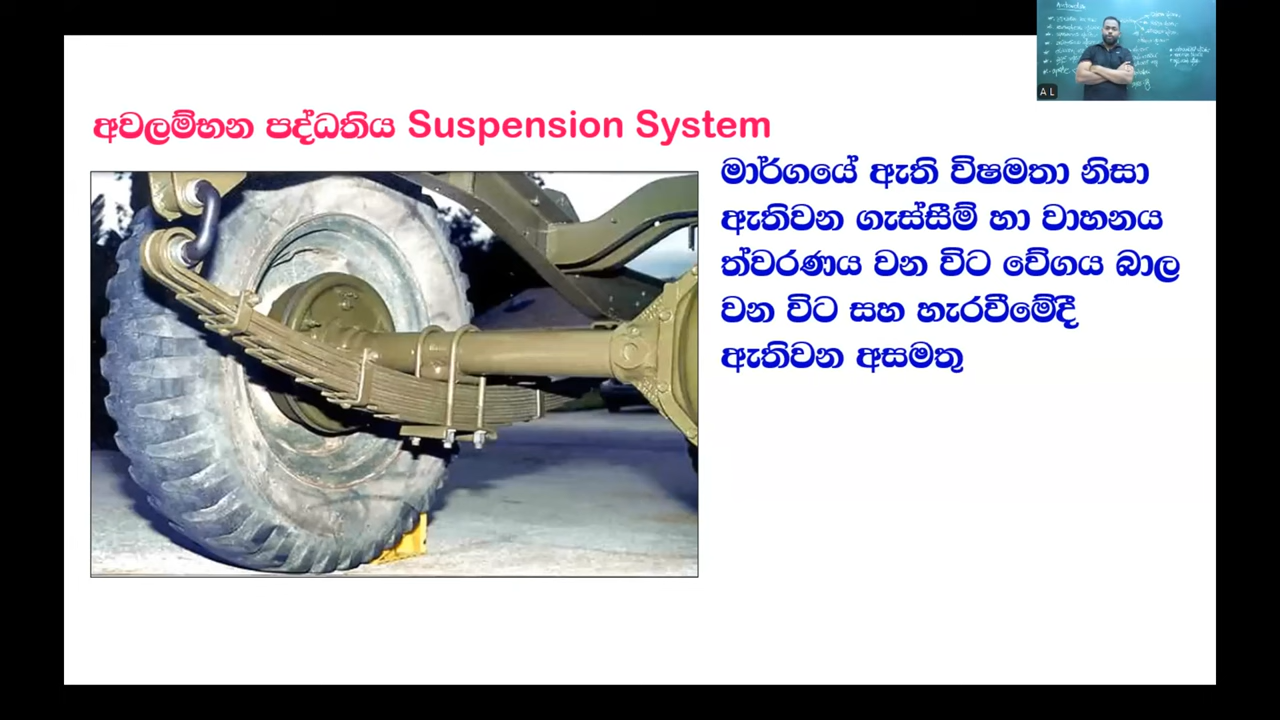 අවලම්භන පද්ධතිය Suspension System
මාර්ගයේ ඇති විෂමතා නිසා
ඇතිවන ගැස්සීම් හා වාහනය
ත්වරණය වන විට වේගය බාල
වන විට සහ හැරවීමේදී
ඇතිවන අසමතු
A L